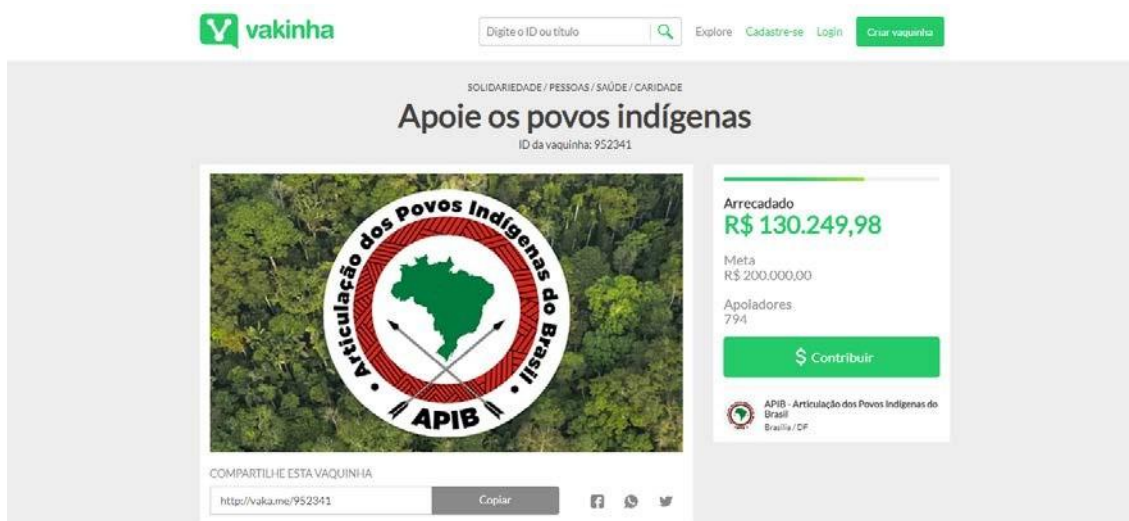 vakinha
Digite o ID ou título
Explore Cadastre-se Login Criar vaquinha
SOLIDARIEDADE / PESSOAS / SAÚDE / CARIDADE
Apoie os povos indígenas
ID da vaquinha: 952341
Articulação dos Povos Indígenas do Brasil
APIB
Arrecadado
R$ 130.249,98
Meta
R$ 200.000,00
Apoiadores
794
$ Contribuir
APIB - Articulação dos Povos Indígenas do
Brasil
Brasília / DF
COMPARTILHE ESTA VAQUINHA
http://vaka.me/952341 Copiar